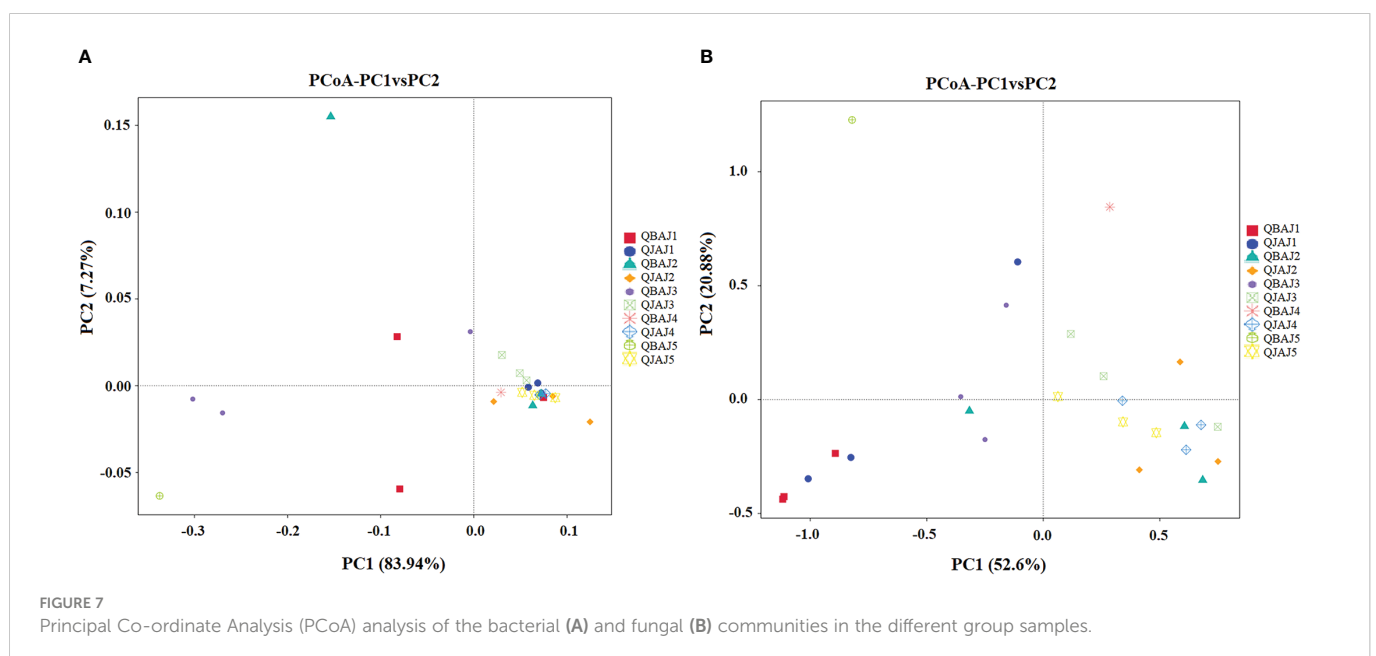 A
PCoA-PC1vsPC2
PC2 (7.27%)
0.15
0.10
0.05
0.00
-0.05
-0.3
-0.2
-0.1
0.0
0.1
PC1 (83.94%)
QBAJ1
QJAJ1
QBAJ2
QJAJ2
QBAJ3
QJAJ3
QBAJ4
QJAJ4
QBAJ5
QJAJ5
B
PCoA-PC1vsPC2
PC2 (20.88%)
1.0
0.5
0.0
-0.5
-1.0
-0.5
0.0
0.5
PC1 (52.6%)
QBAJ1
QJAJ1
QBAJ2
QJAJ2
QBAJ3
QJAJ3
QBAJ4
QJAJ4
QBAJ5
QJAJ5
FIGURE 7
Principal Co-ordinate Analysis (PCoA) analysis of the bacterial (A) and fungal (B) communities in the different group samples.